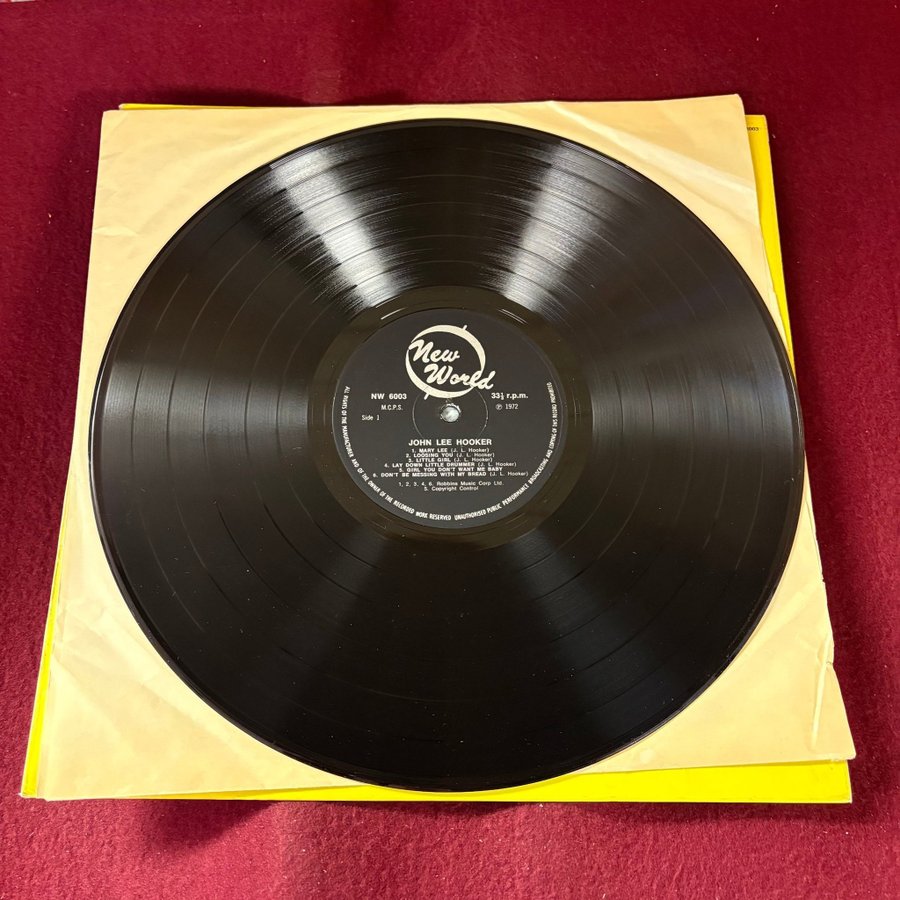 New
World
NW 6003
33⅓ r.p.m.
M.C.P.S.
℗ 1972
Side 1
JOHN LEE HOOKER
1. MARY LEE (J. L. Hooker)
2. LOOSING YOU (J. L. Hooker)
3. LITTLE GIRL (J. L. Hooker)
4. LAY DOWN LITTLE DRUMMER (J. L. Hooker)
5. GIRL YOU DON'T WANT ME BABY
6. DON'T BE MESSING WITH MY BREAD (J. L. Hooker)
1, 2, 3, 4, 6. Robbins Music Corp Ltd.
5. Copyright Control
ALL RIGHTS OF THE MANUFACTURER AND OF THE OWNER OF THE RECORDED WORK RESERVED UNAUTHORISED PUBLIC PERFORMANCE BROADCASTING AND COPYING OF THIS RECORD PROHIBITED